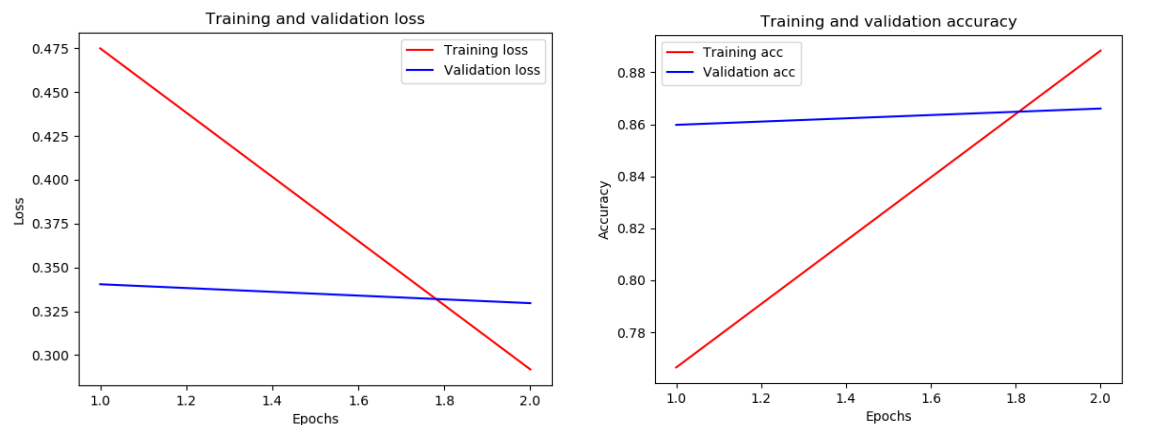 Training and validation loss
Training loss
Validation loss
0.475
0.450
0.425
0.400
0.375
0.350
0.325
0.300
Loss
1.0 1.2 1.4 1.6 1.8 2.0
Epochs
Training and validation accuracy
Training acc
Validation acc
0.88
0.86
0.84
0.82
0.80
0.78
Accuracy
1.0 1.2 1.4 1.6 1.8 2.0
Epochs